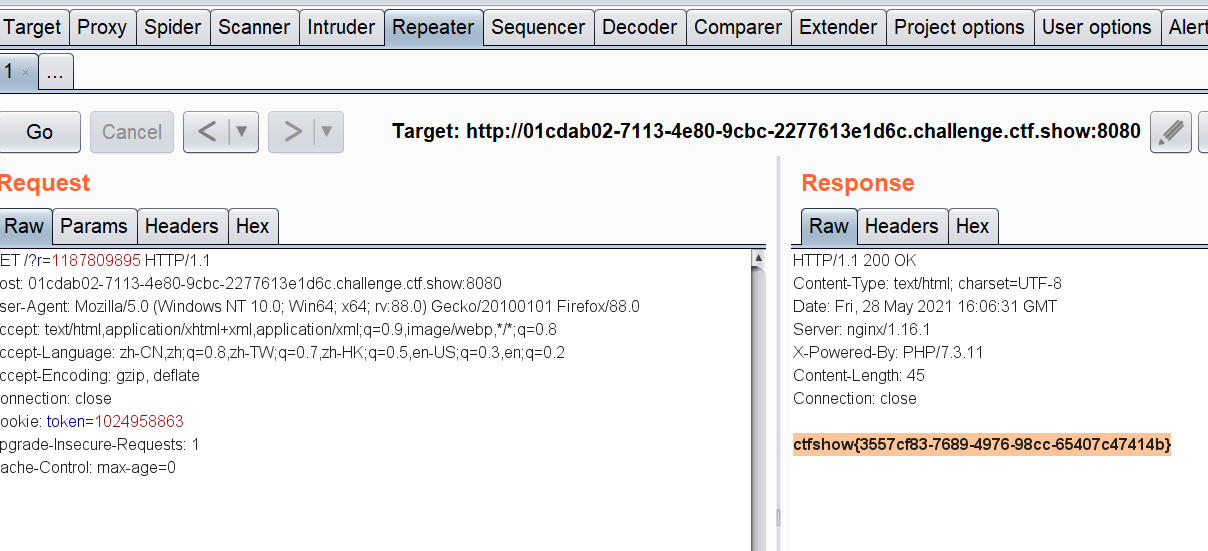 Target Proxy Spider Scanner Intruder Repeater Sequencer Decoder Comparer Extender Project options User options Alert
1 × ...
Go Cancel < ▼ > ▼ Target: http://01cdab02-7113-4e80-9cbc-2277613e1d6c.challenge.ctf.show:8080
Request
Raw Params Headers Hex
ET /?r=1187809895 HTTP/1.1
ost: 01cdab02-7113-4e80-9cbc-2277613e1d6c.challenge.ctf.show:8080
ser-Agent: Mozilla/5.0 (Windows NT 10.0; Win64; x64; rv:88.0) Gecko/20100101 Firefox/88.0
ccept: text/html,application/xhtml+xml,application/xml;q=0.9,image/webp,*/*;q=0.8
ccept-Language: zh-CN,zh;q=0.8,zh-TW;q=0.7,zh-HK;q=0.5,en-US;q=0.3,en;q=0.2
ccept-Encoding: gzip, deflate
onnection: close
ookie: token=1024958863
pgrade-Insecure-Requests: 1
ache-Control: max-age=0
Response
Raw Headers Hex
HTTP/1.1 200 OK
Content-Type: text/html; charset=UTF-8
Date: Fri, 28 May 2021 16:06:31 GMT
Server: nginx/1.16.1
X-Powered-By: PHP/7.3.11
Content-Length: 45
Connection: close
ctfshow{3557cf83-7689-4976-98cc-65407c47414b}